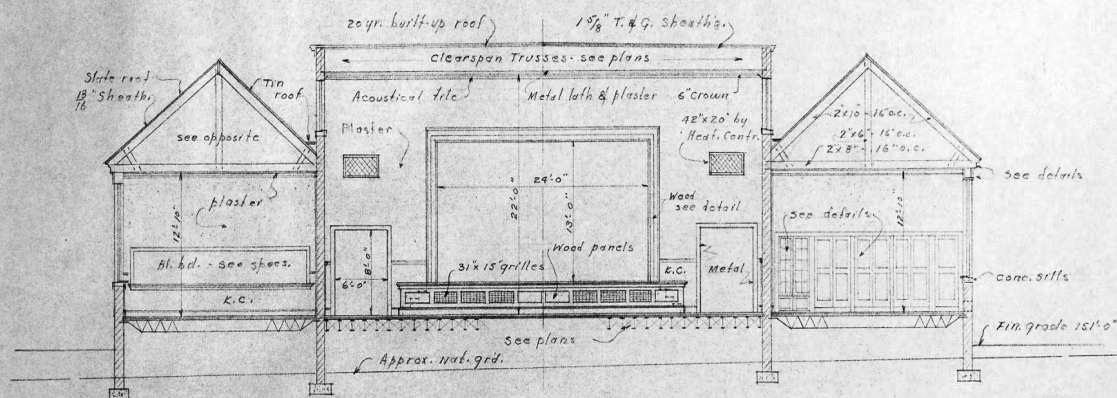 20 yr. built-up roof
1 5/8" T. & G. Sheath'g.
Clearspan Trusses - see plans
Slate roof
13/16" Sheath.
Tin
roof
Acoustical tile
Metal lath & plaster
6" Crown
see opposite
Plaster
42"x20" by
Heat. Contr.
2"x10" - 16" o.c.
2"x6" - 16" o.c.
2"x8" - 16" o.c.
See details
24'-0"
22'-0"
13'-0"
12'-10"
plaster
Wood
see detail
See details
12'-10"
8'-0"
6'-0"
Bl. bd. - see specs.
31"x15" grilles
Wood panels
K.C.
Metal
Conc. sills
K.C.
See plans
Fin. grade 151'-0"
Approx. Nat. grd.